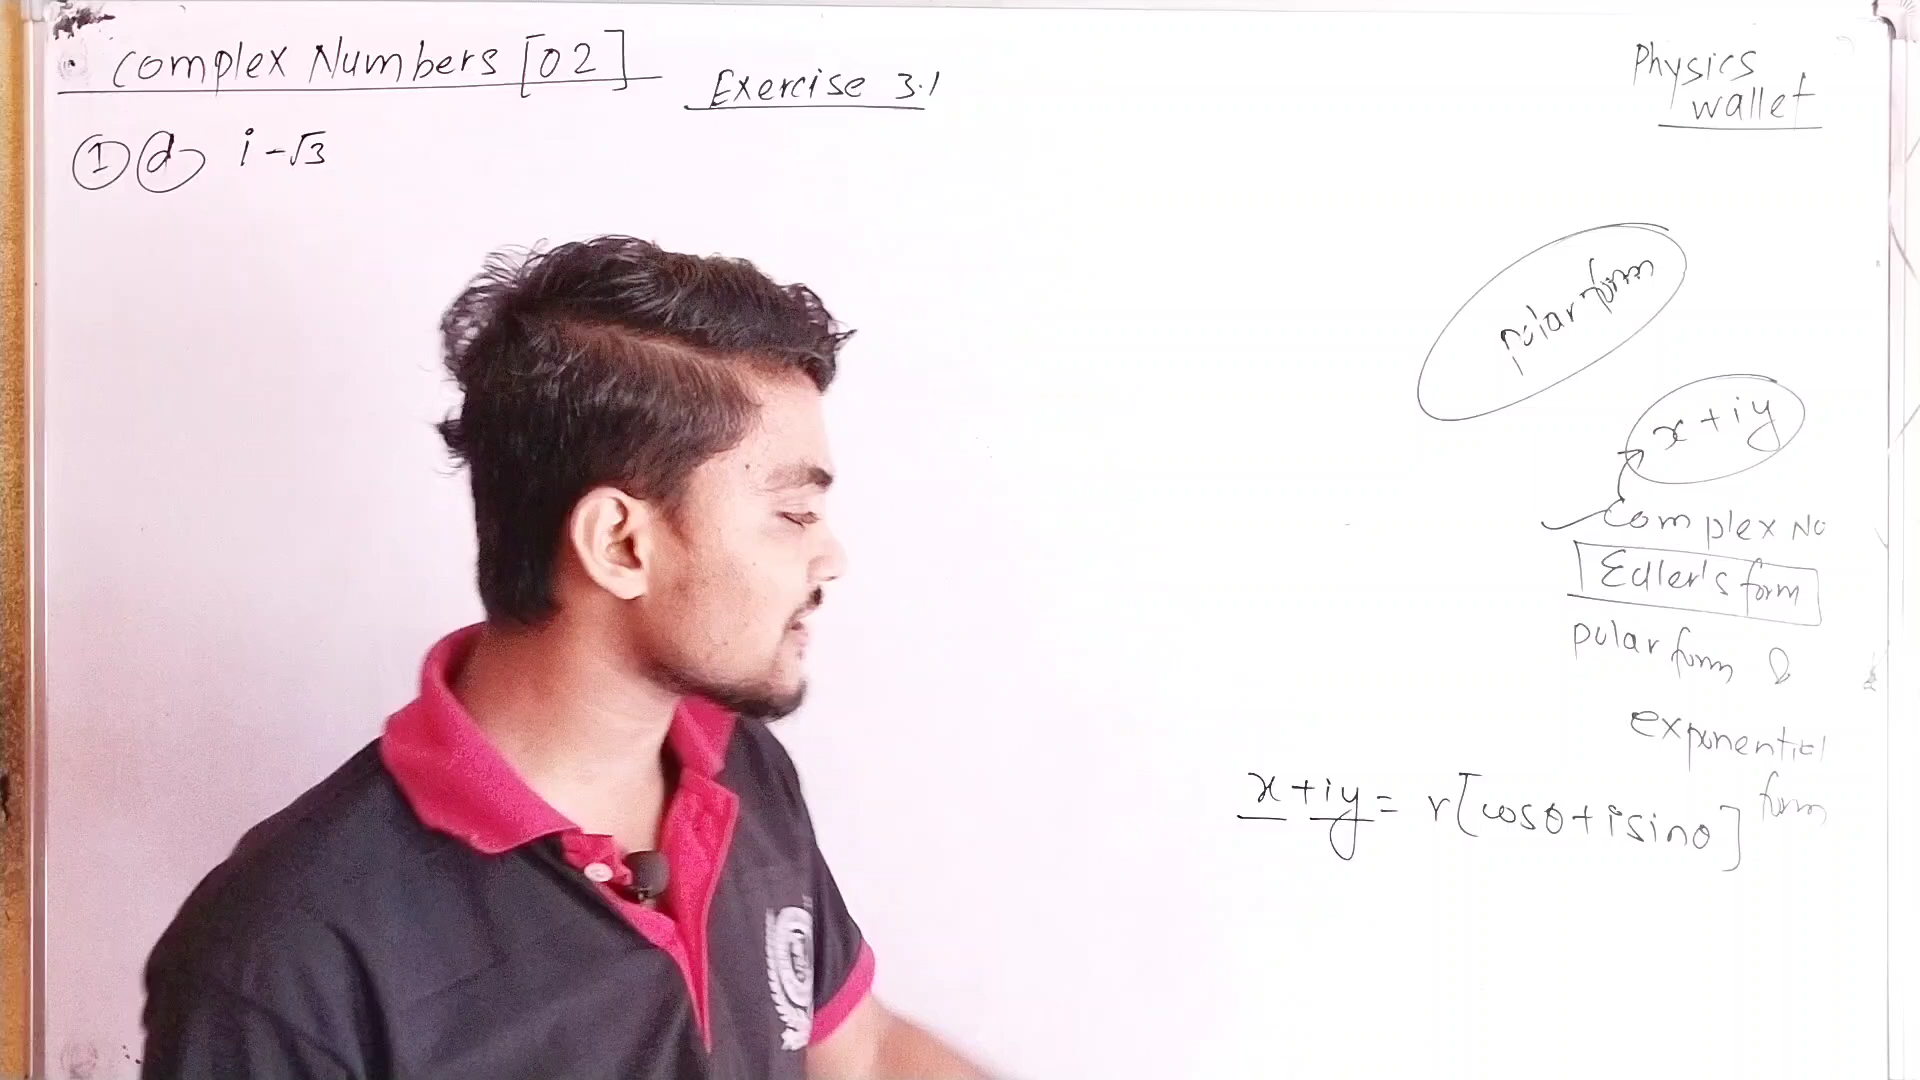 Complex Numbers [02]
Exercise 3.1
Physics
wallet
1 d i - √3
polar form
x + iy
Complex No
Euler's form
polar form &
exponential
form
x + iy = r[cosθ + isinθ]